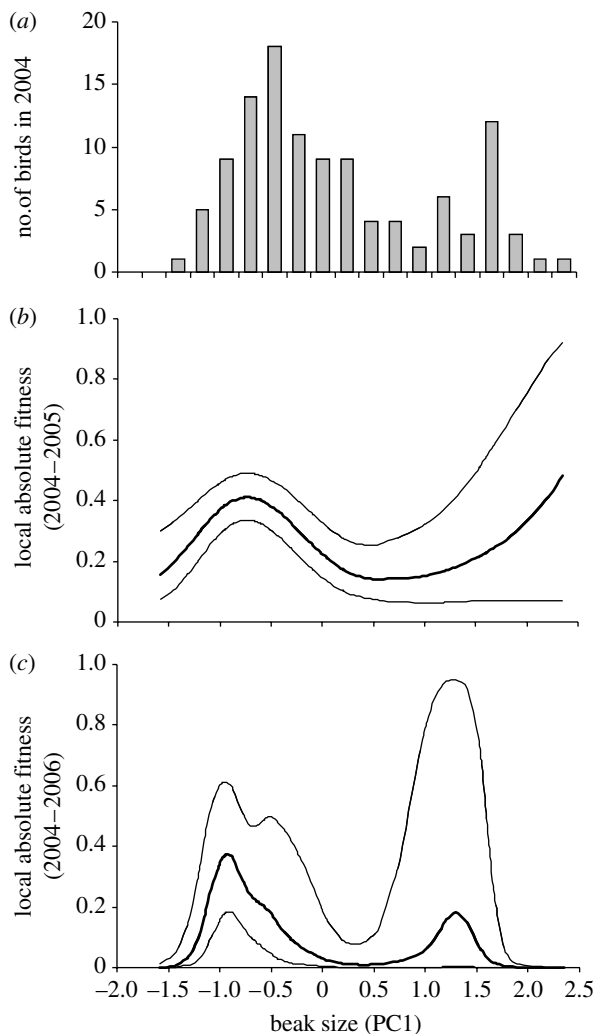 (a)
20
15
10
5
0
no.of birds in 2004
(b)
1.0
0.8
0.6
0.4
0.2
0
local absolute fitness
(2004–2005)
(c)
1.0
0.8
0.6
0.4
0.2
0
local absolute fitness
(2004–2006)
–2.0 –1.5 –1.0 –0.5 0 0.5 1.0 1.5 2.0 2.5
beak size (PC1)